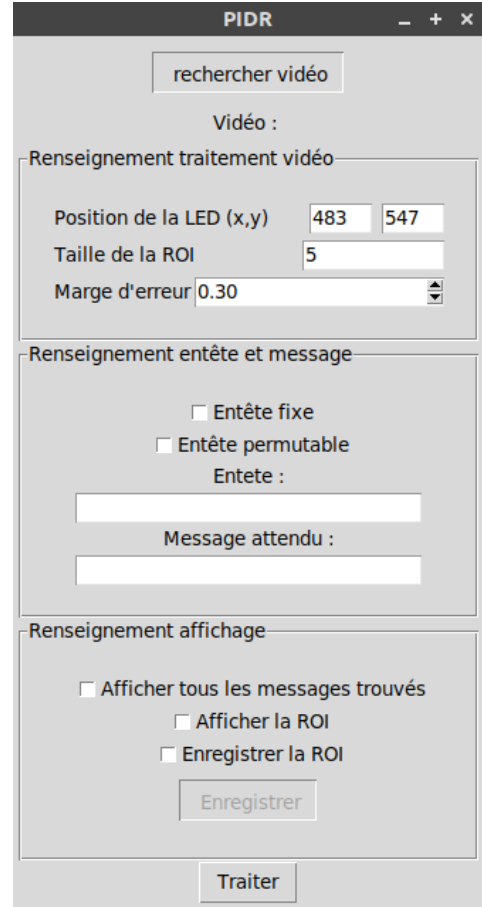 PIDR
rechercher vidéo
Vidéo :
Renseignement traitement vidéo
Position de la LED (x,y) 483 547
Taille de la ROI 5
Marge d'erreur 0.30
Renseignement entête et message
Entête fixe
Entête permutable
Entete :
Message attendu :
Renseignement affichage
Afficher tous les messages trouvés
Afficher la ROI
Enregistrer la ROI
Enregistrer
Traiter